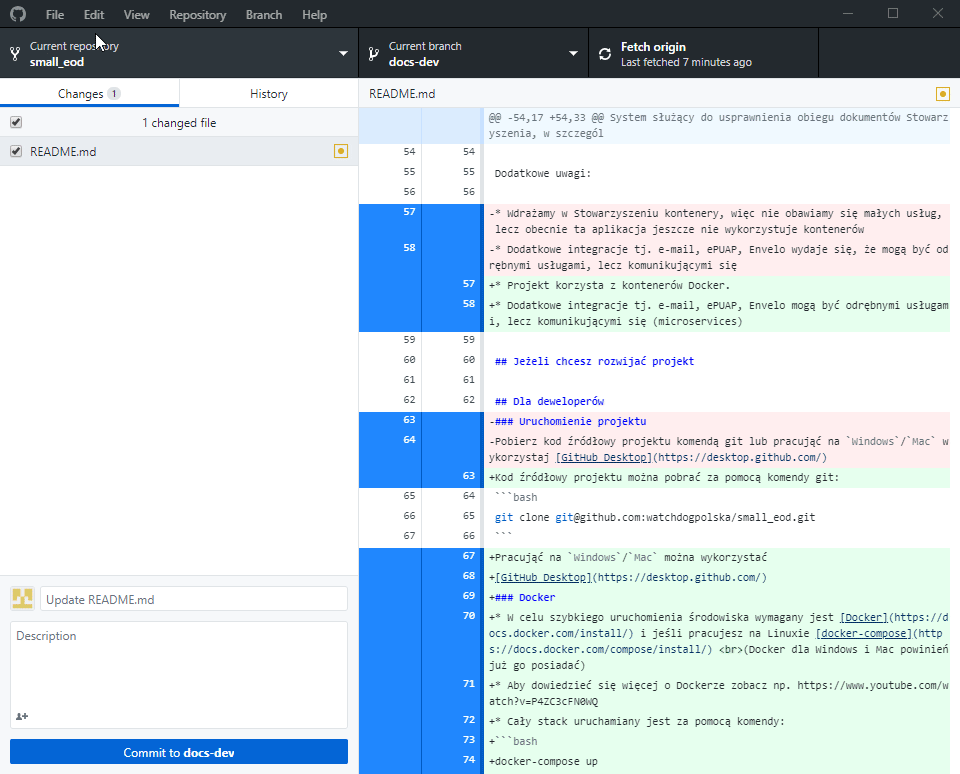 File Edit View Repository Branch Help
Current repository
small_eod
Current branch
docs-dev
Fetch origin
Last fetched 7 minutes ago
Changes 1
History
1 changed file
README.md
Update README.md
Description
Commit to docs-dev
README.md
@@ -54,17 +54,33 @@ System służący do usprawnienia obiegu dokumentów Stowarz
yszenia, w szczegól
54 54
55 55 Dodatkowe uwagi:
56 56
57 -* Wdrażamy w Stowarzyszeniu kontenery, więc nie obawiamy się małych usług,
lecz obecnie ta aplikacja jeszcze nie wykorzystuje kontenerów
58 -* Dodatkowe integracje tj. e-mail, ePUAP, Envelo wydaje się, że mogą być od
rębnymi usługami, lecz komunikującymi się
57 +* Projekt korzysta z kontenerów Docker.
58 +* Dodatkowe integracje tj. e-mail, ePUAP, Envelo mogą być odrębnymi usługam
i, lecz komunikującymi się (microservices)
59 59
60 60 ## Jeżeli chcesz rozwijać projekt
61 61
62 62 ## Dla deweloperów
63 -### Uruchomienie projektu
64 -Pobierz kod źródłowy projektu komendą git lub pracująć na `Windows`/`Mac` w
ykorzystaj [GitHub Desktop](https://desktop.github.com/)
63 +Kod źródłowy projektu można pobrać za pomocą komendy git:
65 64 ```bash
66 65 git clone git@github.com:watchdogpolska/small_eod.git
67 66 ```
67 +Pracująć na `Windows`/`Mac` można wykorzystać
68 +[GitHub Desktop](https://desktop.github.com/)
69 +### Docker
70 +* W celu szybkiego uruchomienia środowiska wymagany jest [Docker](https://d
ocs.docker.com/install/) i jeśli pracujesz na Linuxie [docker-compose](http
s://docs.docker.com/compose/install/) <br>(Docker dla Windows i Mac powinień
już go posiadać)
71 +* Aby dowiedzieć się więcej o Dockerze zobacz np. https://www.youtube.com/w
atch?v=P4ZC3cFN0WQ
72 +* Cały stack uruchamiany jest za pomocą komendy:
73 +```bash
74 +docker-compose up